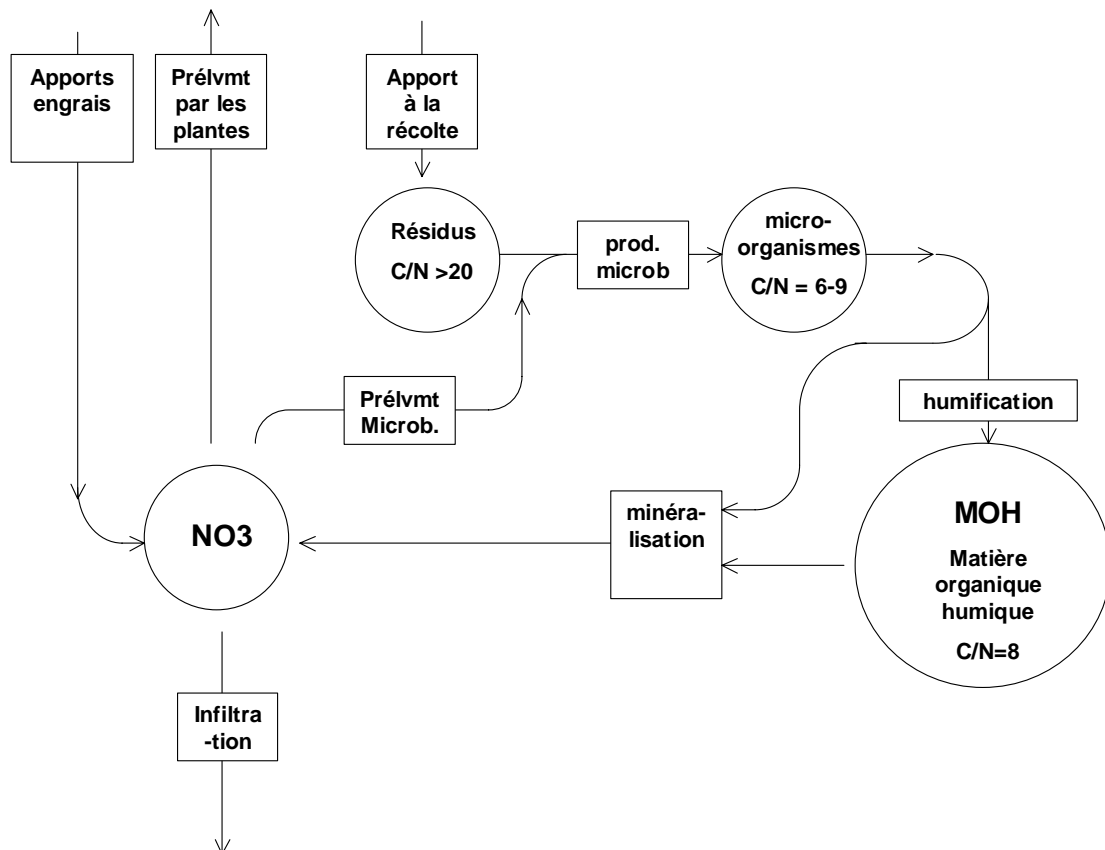 Apports
engrais
Prélvmt
par les
plantes
Apport
à la
récolte
Résidus
C/N >20
prod.
microb
micro-
organismes
C/N = 6-9
Prélvmt
Microb.
humification
NO3
minéra-
lisation
MOH
Matière
organique
humique
C/N=8
Infiltra
-tion